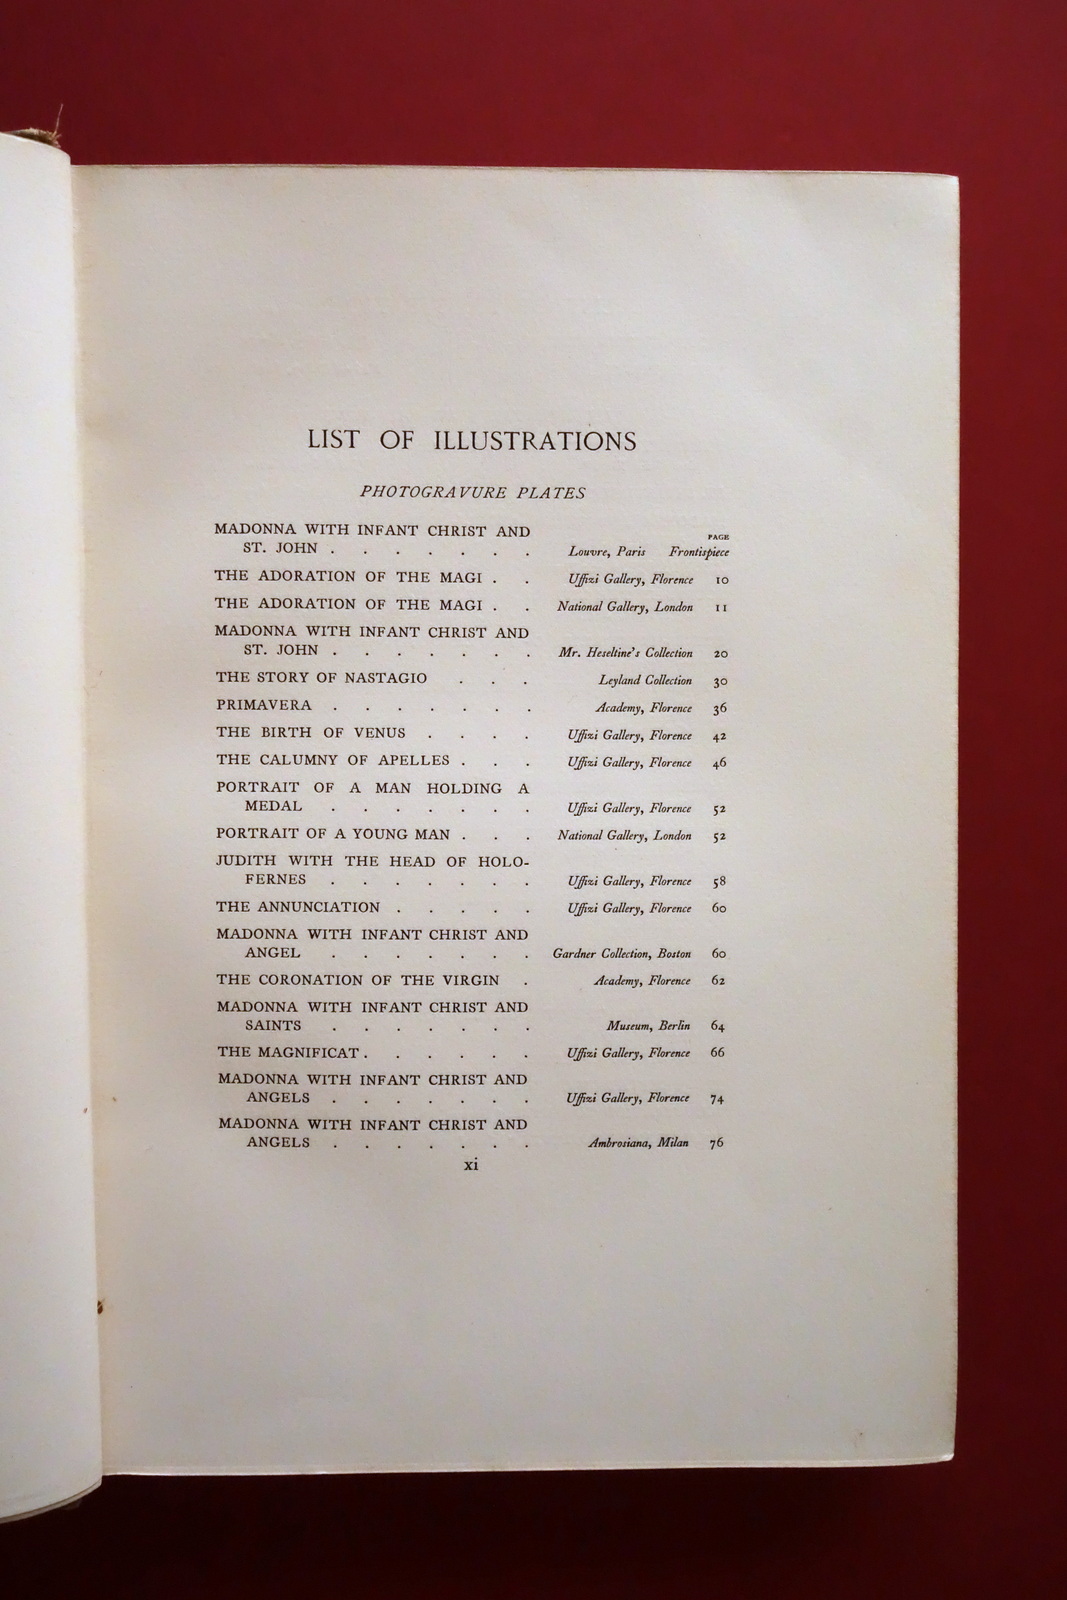 LIST OF ILLUSTRATIONS
PHOTOGRAVURE PLATES
PAGE
MADONNA WITH INFANT CHRIST AND
ST. JOHN . . . . . . . Louvre, Paris Frontispiece
THE ADORATION OF THE MAGI . . Uffizi Gallery, Florence 10
THE ADORATION OF THE MAGI . . National Gallery, London 11
MADONNA WITH INFANT CHRIST AND
ST. JOHN . . . . . . . Mr. Heseltine's Collection 20
THE STORY OF NASTAGIO . . . Leyland Collection 30
PRIMAVERA . . . . . . . Academy, Florence 36
THE BIRTH OF VENUS . . . . Uffizi Gallery, Florence 42
THE CALUMNY OF APELLES . . . Uffizi Gallery, Florence 46
PORTRAIT OF A MAN HOLDING A
MEDAL . . . . . . . Uffizi Gallery, Florence 52
PORTRAIT OF A YOUNG MAN . . . National Gallery, London 52
JUDITH WITH THE HEAD OF HOLO-
FERNES . . . . . . . Uffizi Gallery, Florence 58
THE ANNUNCIATION . . . . . Uffizi Gallery, Florence 60
MADONNA WITH INFANT CHRIST AND
ANGEL . . . . . . . Gardner Collection, Boston 60
THE CORONATION OF THE VIRGIN . Academy, Florence 62
MADONNA WITH INFANT CHRIST AND
SAINTS . . . . . . . Museum, Berlin 64
THE MAGNIFICAT . . . . . . Uffizi Gallery, Florence 66
MADONNA WITH INFANT CHRIST AND
ANGELS . . . . . . . Uffizi Gallery, Florence 74
MADONNA WITH INFANT CHRIST AND
ANGELS . . . . . . . Ambrosiana, Milan 76
xi